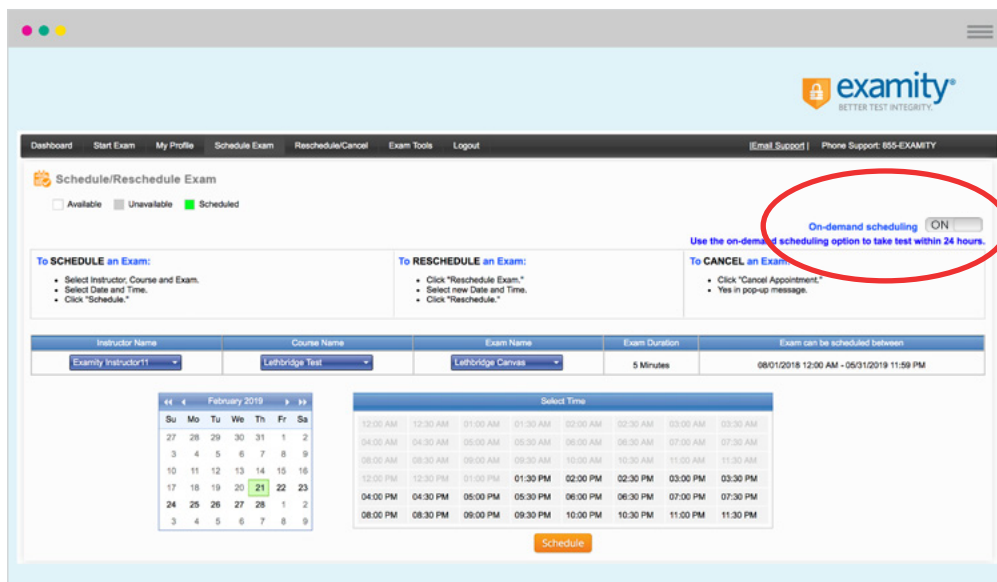 examity®
BETTER TEST INTEGRITY.
Dashboard Start Exam My Profile Schedule Exam Reschedule/Cancel Exam Tools Logout |Email Support| Phone Support: 855-EXAMITY
Schedule/Reschedule Exam
Available Unavailable Scheduled
On-demand scheduling ON
Use the on-demand scheduling option to take test within 24 hours.
To SCHEDULE an Exam:
• Select Instructor, Course and Exam.
• Select Date and Time.
• Click "Schedule."
To RESCHEDULE an Exam:
• Click "Reschedule Exam."
• Select new Date and Time.
• Click "Reschedule."
To CANCEL an Exam:
• Click "Cancel Appointment."
• Yes in pop-up message.
Instructor Name Course Name Exam Name Exam Duration Exam can be scheduled between
Examity Instructor11 Lethbridge Test Lethbridge Canvas 5 Minutes 08/01/2018 12:00 AM - 05/31/2019 11:59 PM
February 2019
Su Mo Tu We Th Fr Sa
27 28 29 30 31 1 2
3 4 5 6 7 8 9
10 11 12 13 14 15 16
17 18 19 20 21 22 23
24 25 26 27 28 1 2
3 4 5 6 7 8 9
Select Time
12:00 AM 12:30 AM 01:00 AM 01:30 AM 02:00 AM 02:30 AM 03:00 AM 03:30 AM
04:00 AM 04:30 AM 05:00 AM 05:30 AM 06:00 AM 06:30 AM 07:00 AM 07:30 AM
08:00 AM 08:30 AM 09:00 AM 09:30 AM 10:00 AM 10:30 AM 11:00 AM 11:30 AM
12:00 PM 12:30 PM 01:00 PM 01:30 PM 02:00 PM 02:30 PM 03:00 PM 03:30 PM
04:00 PM 04:30 PM 05:00 PM 05:30 PM 06:00 PM 06:30 PM 07:00 PM 07:30 PM
08:00 PM 08:30 PM 09:00 PM 09:30 PM 10:00 PM 10:30 PM 11:00 PM 11:30 PM
Schedule